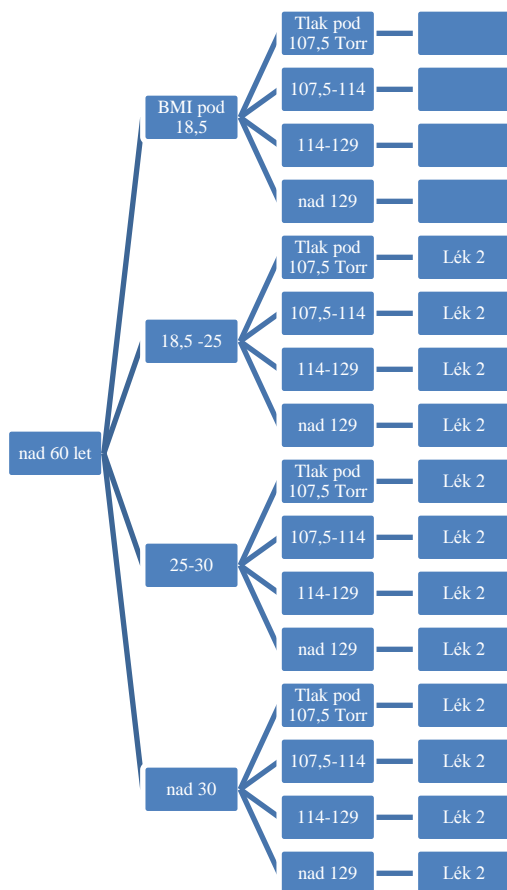 Tlak pod
107,5 Torr
107,5-114
BMI pod
18,5
114-129
nad 129
Tlak pod
107,5 Torr
Lék 2
107,5-114
Lék 2
18,5 -25
114-129
Lék 2
nad 129
Lék 2
nad 60 let
Tlak pod
107,5 Torr
Lék 2
107,5-114
Lék 2
25-30
114-129
Lék 2
nad 129
Lék 2
Tlak pod
107,5 Torr
Lék 2
107,5-114
Lék 2
nad 30
114-129
Lék 2
nad 129
Lék 2